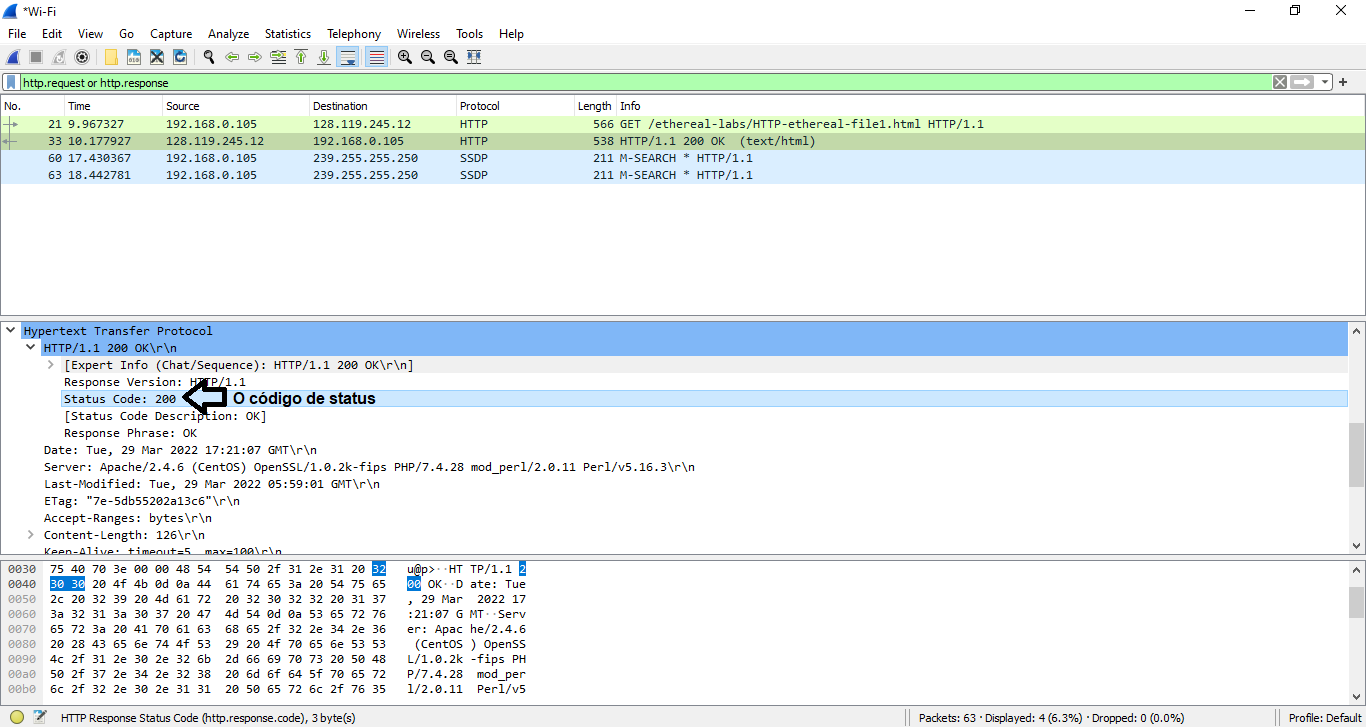 *Wi-Fi
File Edit View Go Capture Analyze Statistics Telephony Wireless Tools Help
http.request or http.response
No. Time Source Destination Protocol Length Info
21 9.967327 192.168.0.105 128.119.245.12 HTTP 566 GET /ethereal-labs/HTTP-ethereal-file1.html HTTP/1.1
33 10.177927 128.119.245.12 192.168.0.105 HTTP 538 HTTP/1.1 200 OK (text/html)
60 17.430367 192.168.0.105 239.255.255.250 SSDP 211 M-SEARCH * HTTP/1.1
63 18.442781 192.168.0.105 239.255.255.250 SSDP 211 M-SEARCH * HTTP/1.1
Hypertext Transfer Protocol
HTTP/1.1 200 OK\r\n
[Expert Info (Chat/Sequence): HTTP/1.1 200 OK\r\n]
Response Version: HTTP/1.1
Status Code: 200 O código de status
[Status Code Description: OK]
Response Phrase: OK
Date: Tue, 29 Mar 2022 17:21:07 GMT\r\n
Server: Apache/2.4.6 (CentOS) OpenSSL/1.0.2k-fips PHP/7.4.28 mod_perl/2.0.11 Perl/v5.16.3\r\n
Last-Modified: Tue, 29 Mar 2022 05:59:01 GMT\r\n
ETag: "7e-5db55202a13c6"\r\n
Accept-Ranges: bytes\r\n
Content-Length: 126\r\n
Keep-Alive: timeout=5, max=100\r\n
0030 75 40 70 3e 00 00 48 54 54 50 2f 31 2e 31 20 32 u@p>··HT TP/1.1 2
0040 30 30 20 4f 4b 0d 0a 44 61 74 65 3a 20 54 75 65 00 OK··D ate: Tue
0050 2c 20 32 39 20 4d 61 72 20 32 30 32 32 20 31 37 , 29 Mar 2022 17
0060 3a 32 31 3a 30 37 20 47 4d 54 0d 0a 53 65 72 76 :21:07 G MT··Serv
0070 65 72 3a 20 41 70 61 63 68 65 2f 32 2e 34 2e 36 er: Apac he/2.4.6
0080 20 28 43 65 6e 74 4f 53 29 20 4f 70 65 6e 53 53 (CentOS ) OpenSS
0090 4c 2f 31 2e 30 2e 32 6b 2d 66 69 70 73 20 50 48 L/1.0.2k -fips PH
00a0 50 2f 37 2e 34 2e 32 38 20 6d 6f 64 5f 70 65 72 P/7.4.28 mod_per
00b0 6c 2f 32 2e 30 2e 31 31 20 50 65 72 6c 2f 76 35 l/2.0.11 Perl/v5
HTTP Response Status Code (http.response.code), 3 byte(s) Packets: 63 · Displayed: 4 (6.3%) · Dropped: 0 (0.0%) Profile: Default